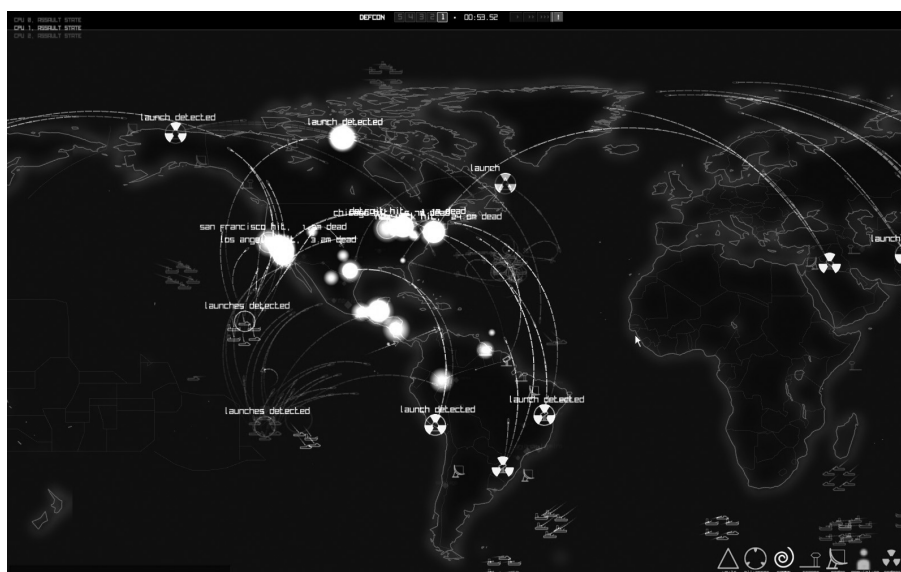 DEFCON 5 4 3 2 1 • 00:53.52
CPU 0, ASSAULT STATE
CPU 1, ASSAULT STATE
CPU 2, ASSAULT STATE
launch detected
launch detected
launch
san francisco hit, 1 am dead
los angeles hit, 3 am dead
launch
launches detected
launch detected
launches detected
launch detected